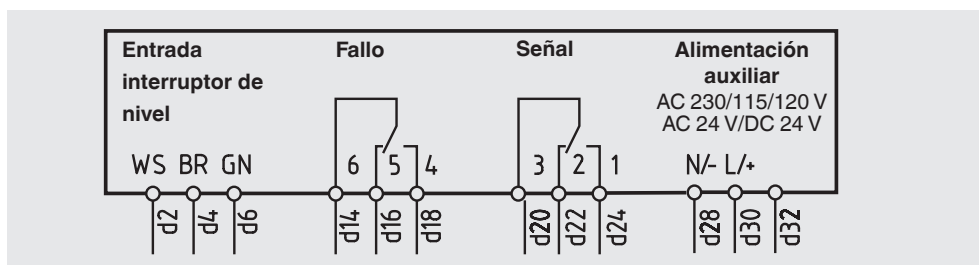 Entrada interruptor de nivel
Fallo
Señal
Alimentación auxiliar
AC 230/115/120 V
AC 24 V/DC 24 V
WS BR GN
6 5 4
3 2 1
N/- L/+
d2 d4 d6
d14 d16 d18
d20 d22 d24
d28 d30 d32